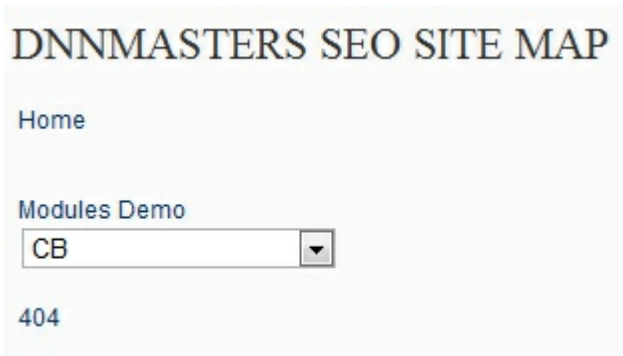 DNNMASTERS SEO SITE MAP
Home
Modules Demo
CB
404